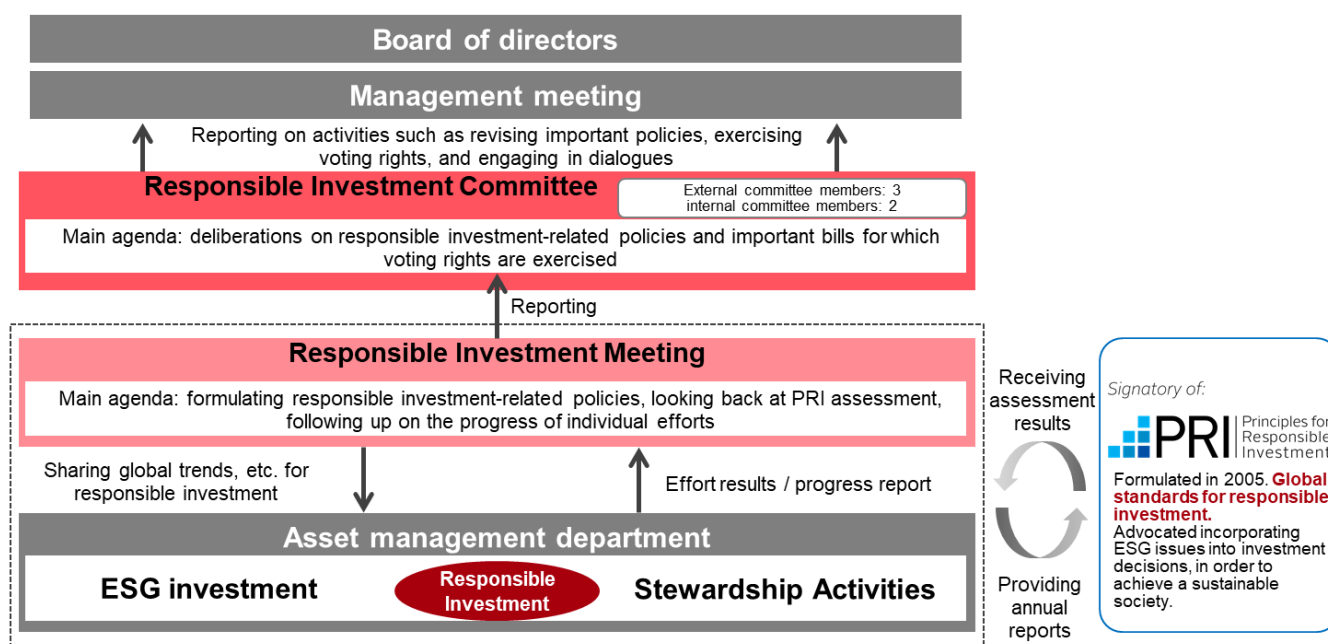 Board of directors
Management meeting
Reporting on activities such as revising important policies, exercising
voting rights, and engaging in dialogues
Responsible Investment Committee
External committee members: 3
internal committee members: 2
Main agenda: deliberations on responsible investment-related policies and important bills for which
voting rights are exercised
Reporting
Responsible Investment Meeting
Main agenda: formulating responsible investment-related policies, looking back at PRI assessment,
following up on the progress of individual efforts
Sharing global trends, etc. for
responsible investment
Effort results / progress report
Asset management department
ESG investment
Responsible
Investment
Stewardship Activities
Receiving
assessment
results
Providing
annual
reports
Signatory of:
PRI
Principles for
Responsible
Investment
Formulated in 2005. Global
standards for responsible
investment.
Advocated incorporating
ESG issues into investment
decisions, in order to
achieve a sustainable
society.